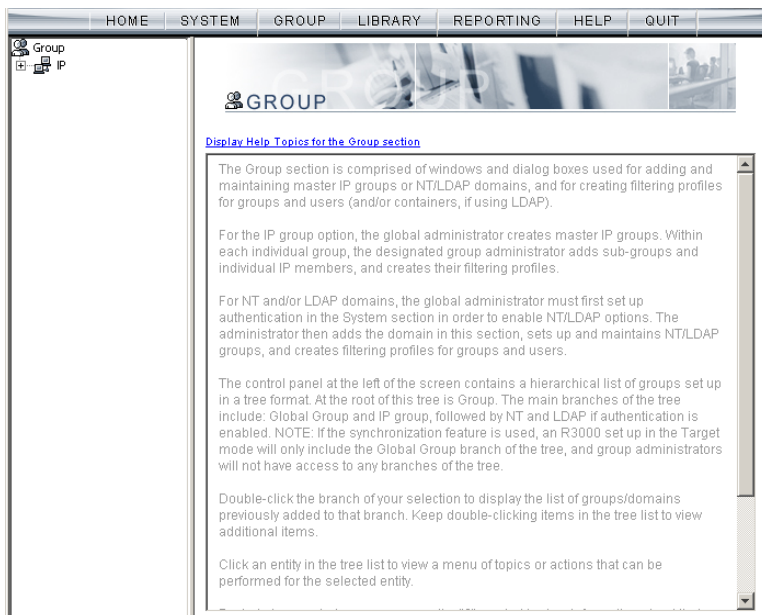 HOME SYSTEM GROUP LIBRARY REPORTING HELP QUIT
Group
IP
GROUP
GROUP
Display Help Topics for the Group section
The Group section is comprised of windows and dialog boxes used for adding and
maintaining master IP groups or NT/LDAP domains, and for creating filtering profiles
for groups and users (and/or containers, if using LDAP).
For the IP group option, the global administrator creates master IP groups. Within
each individual group, the designated group administrator adds sub-groups and
individual IP members, and creates their filtering profiles.
For NT and/or LDAP domains, the global administrator must first set up
authentication in the System section in order to enable NT/LDAP options. The
administrator then adds the domain in this section, sets up and maintains NT/LDAP
groups, and creates filtering profiles for groups and users.
The control panel at the left of the screen contains a hierarchical list of groups set up
in a tree format. At the root of this tree is Group. The main branches of the tree
include: Global Group and IP group, followed by NT and LDAP if authentication is
enabled. NOTE: If the synchronization feature is used, an R3000 set up in the Target
mode will only include the Global Group branch of the tree, and group administrators
will not have access to any branches of the tree.
Double-click the branch of your selection to display the list of groups/domains
previously added to that branch. Keep double-clicking items in the tree list to view
additional items.
Click an entity in the tree list to view a menu of topics or actions that can be
performed for the selected entity.